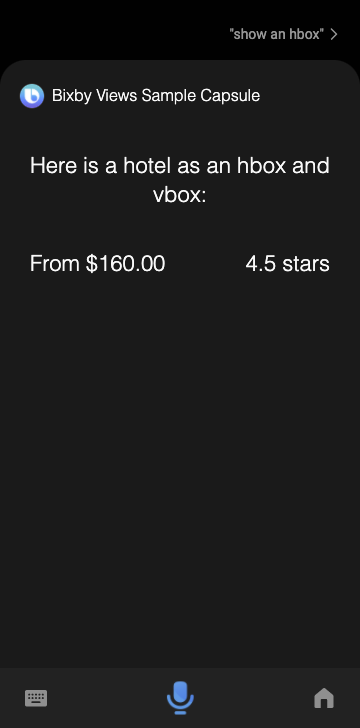 "show an hbox"
Bixby Views Sample Capsule
Here is a hotel as an hbox and
vbox:
From $160.00 4.5 stars